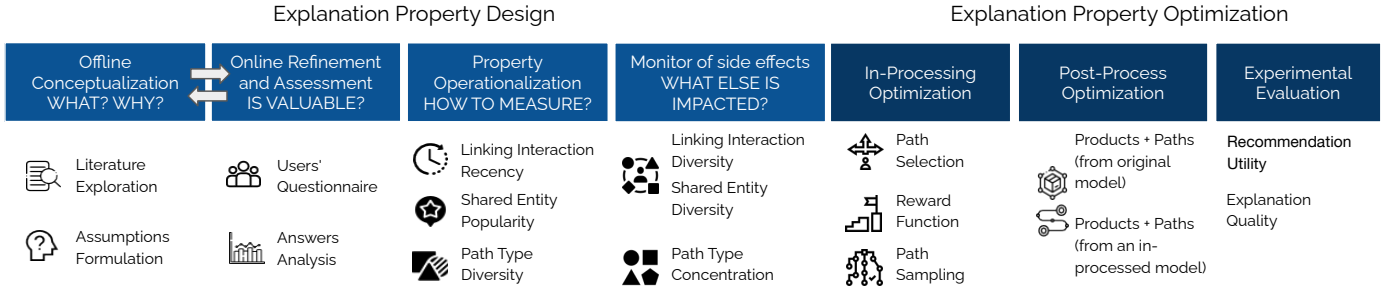 Explanation Property Design
Explanation Property Optimization
Offline
Conceptualization
WHAT? WHY?
Online Refinement
and Assessment
IS VALUABLE?
Property
Operationalization
HOW TO MEASURE?
Monitor of side effects
WHAT ELSE IS
IMPACTED?
In-Processing
Optimization
Post-Process
Optimization
Experimental
Evaluation
Literature
Exploration
Assumptions
Formulation
Users'
Questionnaire
Answers
Analysis
Linking Interaction
Recency
Shared Entity
Popularity
Path Type
Diversity
Linking Interaction
Diversity
Shared Entity
Diversity
Path Type
Concentration
Path
Selection
Reward
Function
Path
Sampling
Products + Paths
(from original
model)
Products + Paths
(from an in-
processed model)
Recommendation
Utility
Explanation
Quality